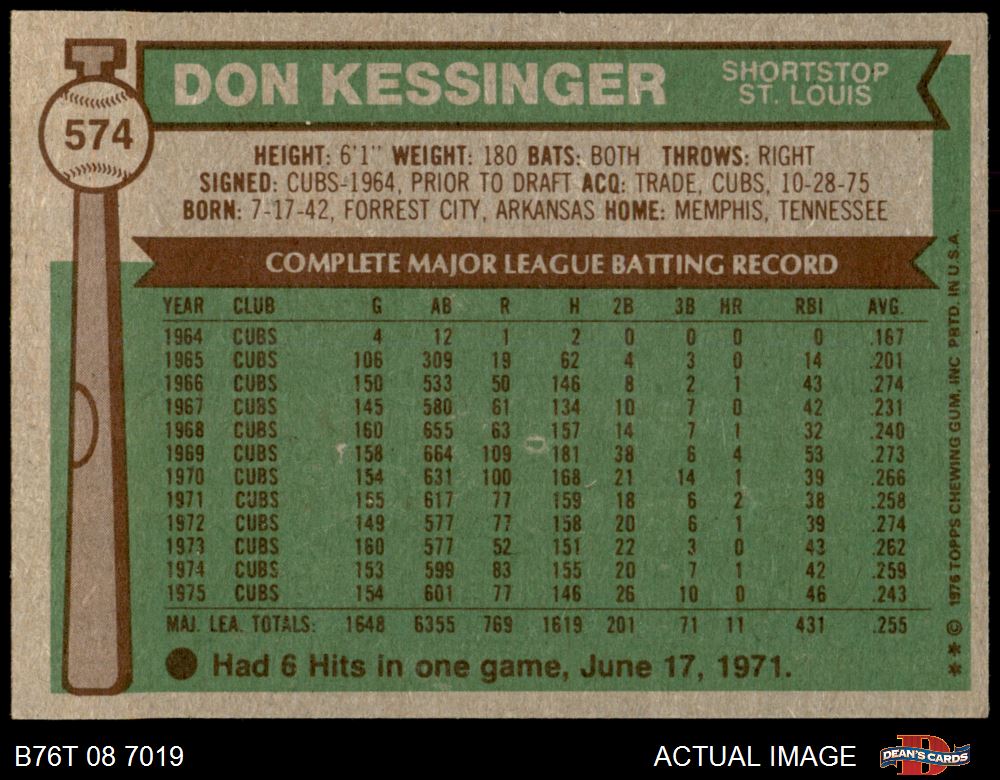 DON KESSINGER
SHORTSTOP
ST. LOUIS
574
HEIGHT: 6'1" WEIGHT: 180 BATS: BOTH THROWS: RIGHT
SIGNED: CUBS-1964, PRIOR TO DRAFT ACQ: TRADE, CUBS, 10-28-75
BORN: 7-17-42, FORREST CITY, ARKANSAS HOME: MEMPHIS, TENNESSEE
COMPLETE MAJOR LEAGUE BATTING RECORD
YEAR CLUB G AB R H 2B 3B HR RBI AVG.
1964 CUBS 4 12 1 2 0 0 0 0 .167
1965 CUBS 106 309 19 62 4 3 0 14 .201
1966 CUBS 150 533 50 146 8 2 1 43 .274
1967 CUBS 145 580 61 134 10 7 0 42 .231
1968 CUBS 160 655 63 157 14 7 1 32 .240
1969 CUBS 158 664 109 181 38 6 4 53 .273
1970 CUBS 154 631 100 168 21 14 1 39 .266
1971 CUBS 155 617 77 159 18 6 2 38 .258
1972 CUBS 149 577 77 158 20 6 1 39 .274
1973 CUBS 160 577 52 151 22 3 0 43 .262
1974 CUBS 153 599 83 155 20 7 1 42 .259
1975 CUBS 154 601 77 146 26 10 0 46 .243
MAJ. LEA. TOTALS: 1648 6355 769 1619 201 71 11 431 .255
Had 6 Hits in one game, June 17, 1971.
** © 1976 TOPPS CHEWING GUM, INC PRTD. IN U.S.A.
B76T 08 7019
ACTUAL IMAGE
DEAN'S CARDS